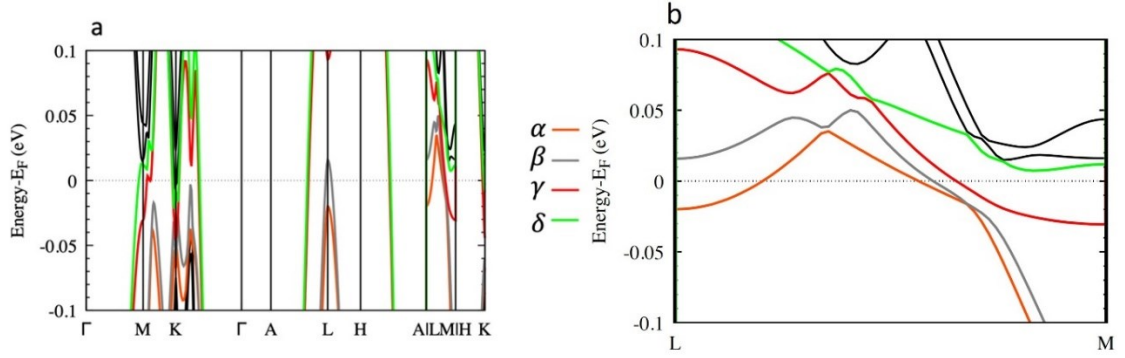 a
0.1
0.05
0
-0.05
-0.1
Energy-E_F (eV)
Γ M K Γ A L H A|LM|H K
α
β
γ
δ
b
0.1
0.05
0
-0.05
-0.1
Energy-E_F (eV)
L M